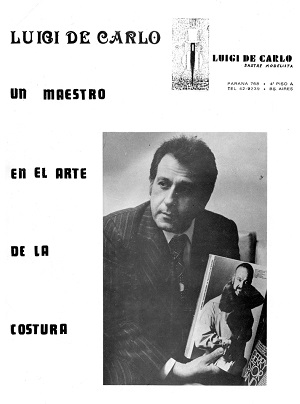 LUIGI DE CARLO
LUIGI DE CARLO
SASTRE MODELISTA
PARANA 768 • 4º PISO A
TEL 42-8239 • BS. AIRES
UN MAESTRO
EN EL ARTE
DE LA
COSTURA